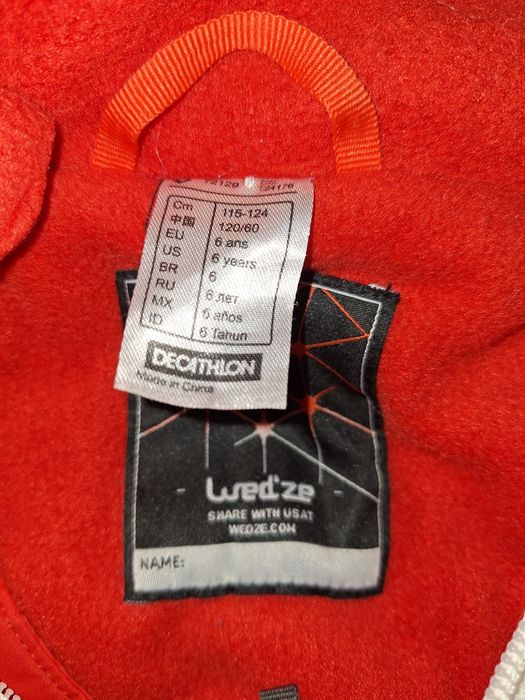 Cm 115-124
中国 120/60
EU 6 ans
US 6 years
BR 6
RU 6 лет
MX 6 años
ID 6 Tahun
DECATHLON
Made in China
Wed'ze
SHARE WITH US AT
WEDZE.COM
NAME: